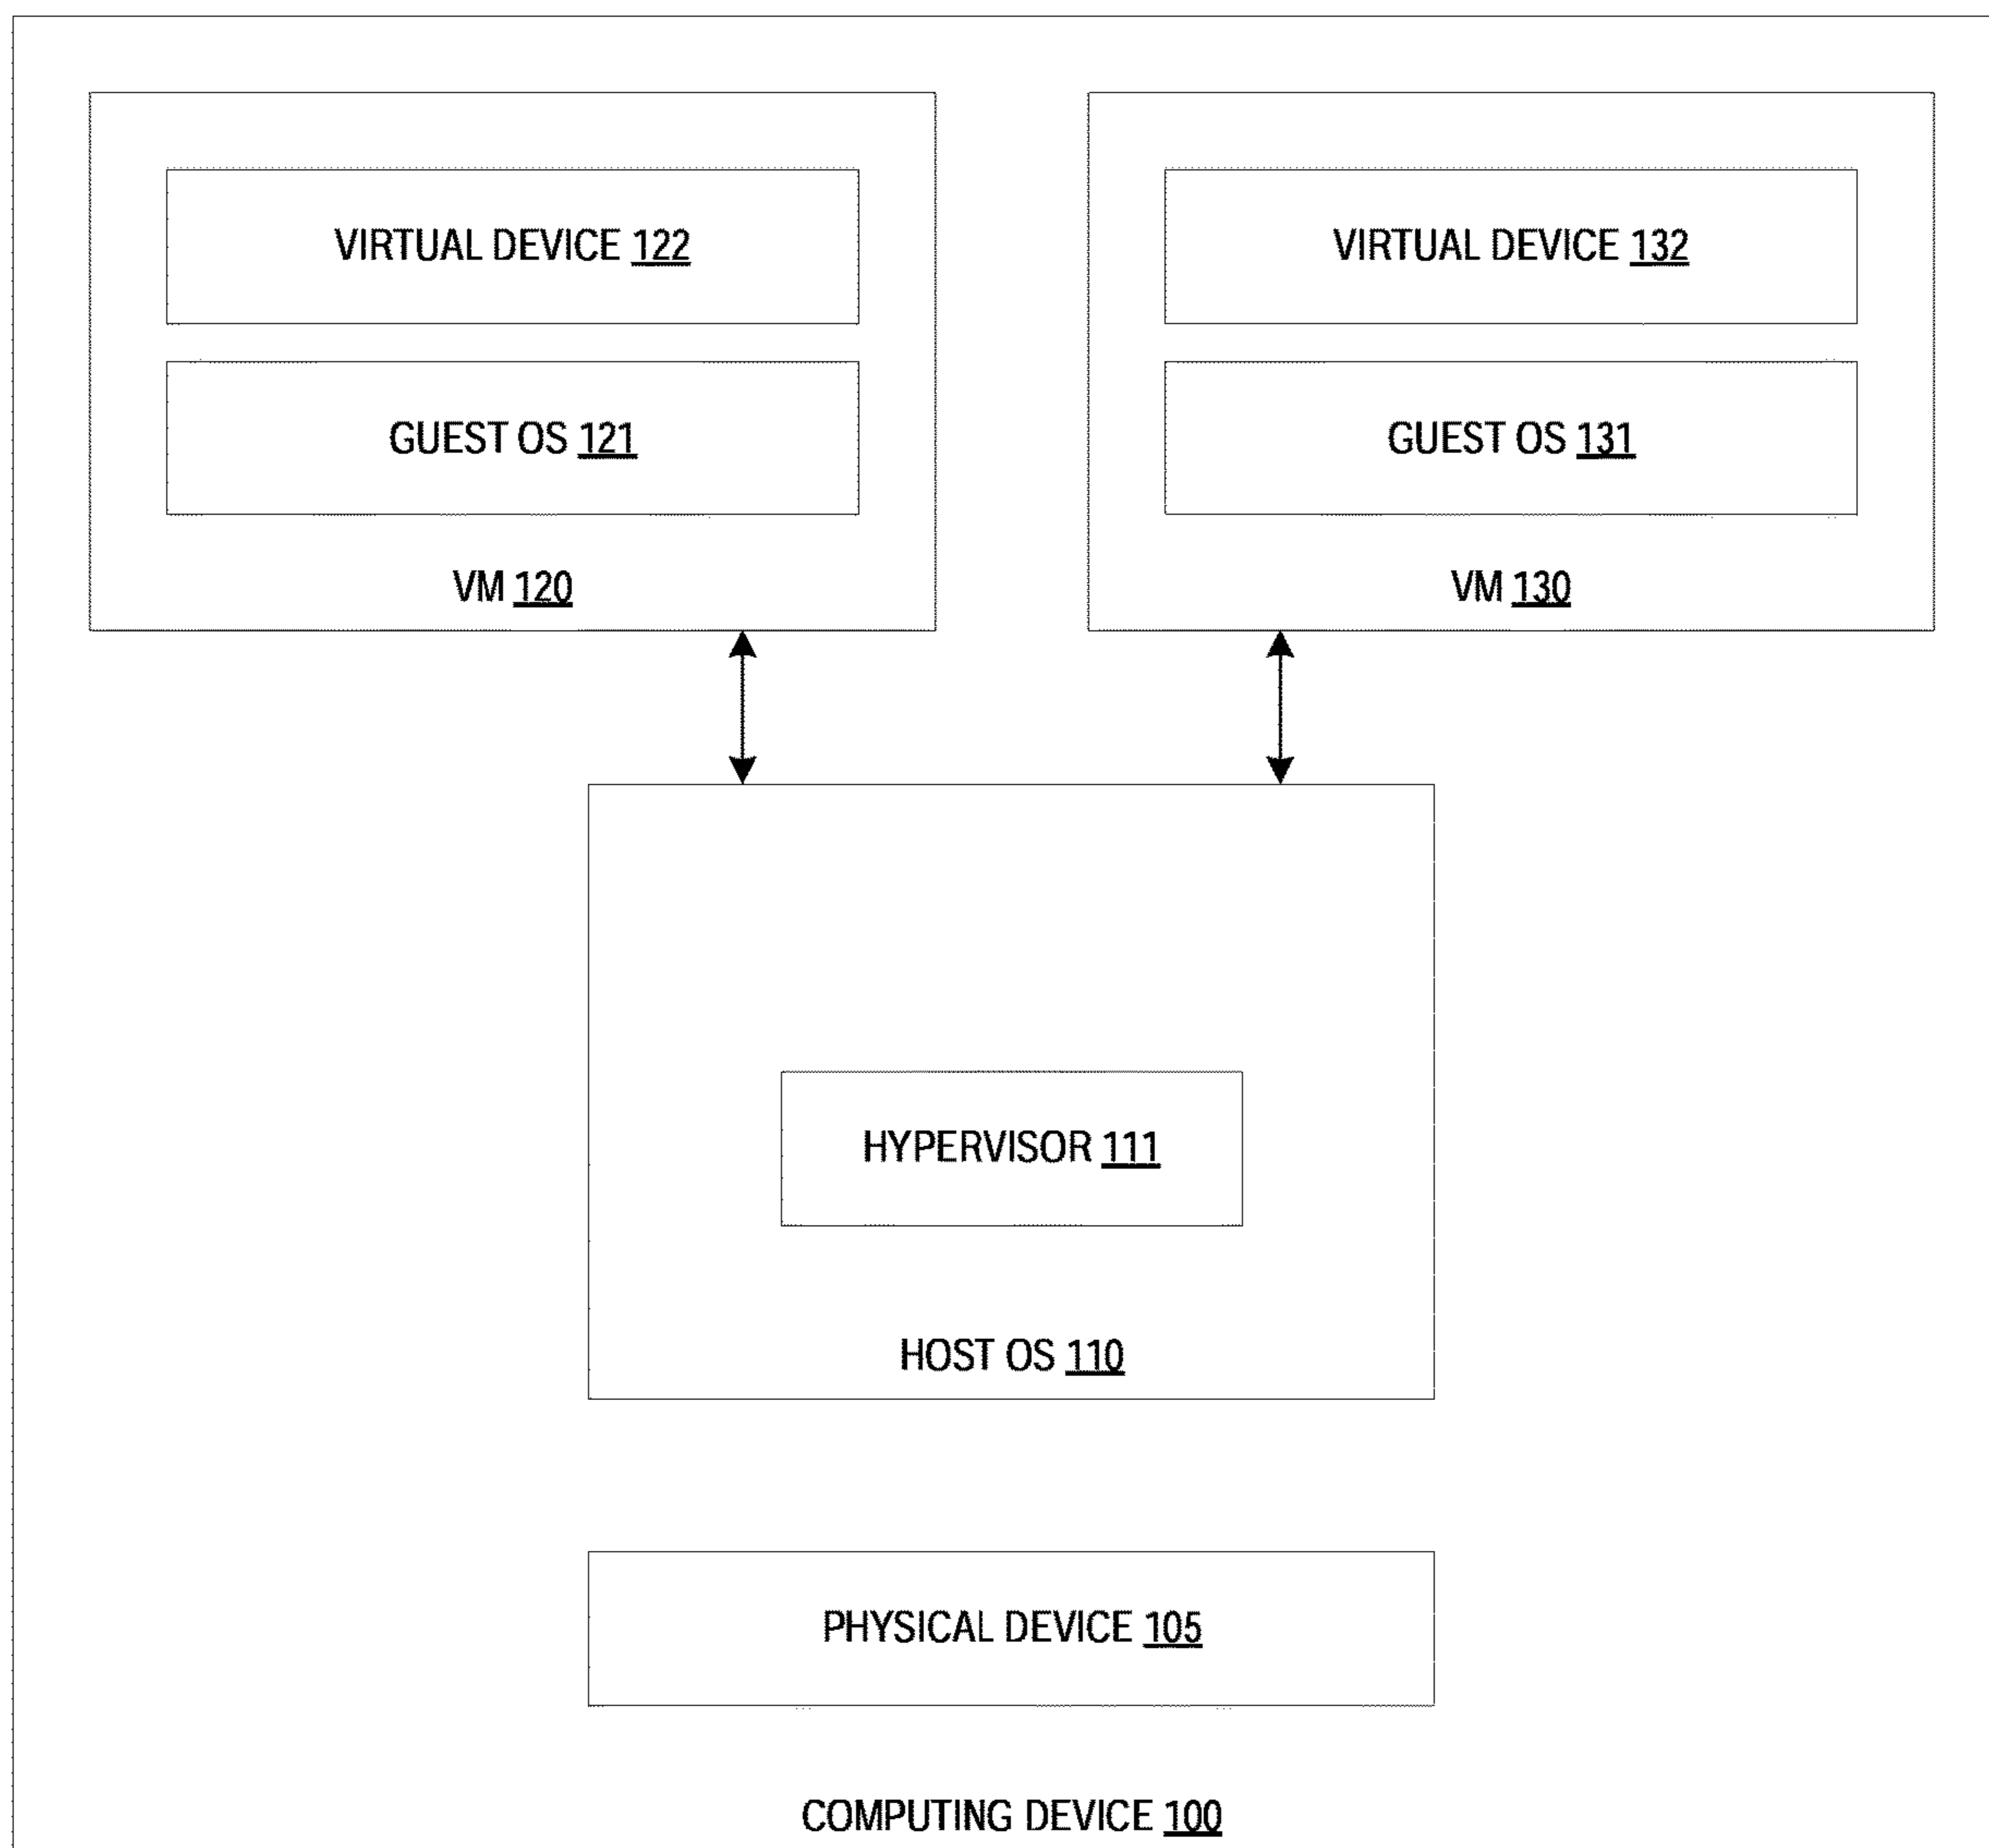 VIRTUAL DEVICE 122
VIRTUAL DEVICE 132
GUEST OS 121
GUEST OS 131
VM 120
VM 130
HYPERVISOR 111
HOST OS 110
PHYSICAL DEVICE 105
COMPUTING DEVICE 100